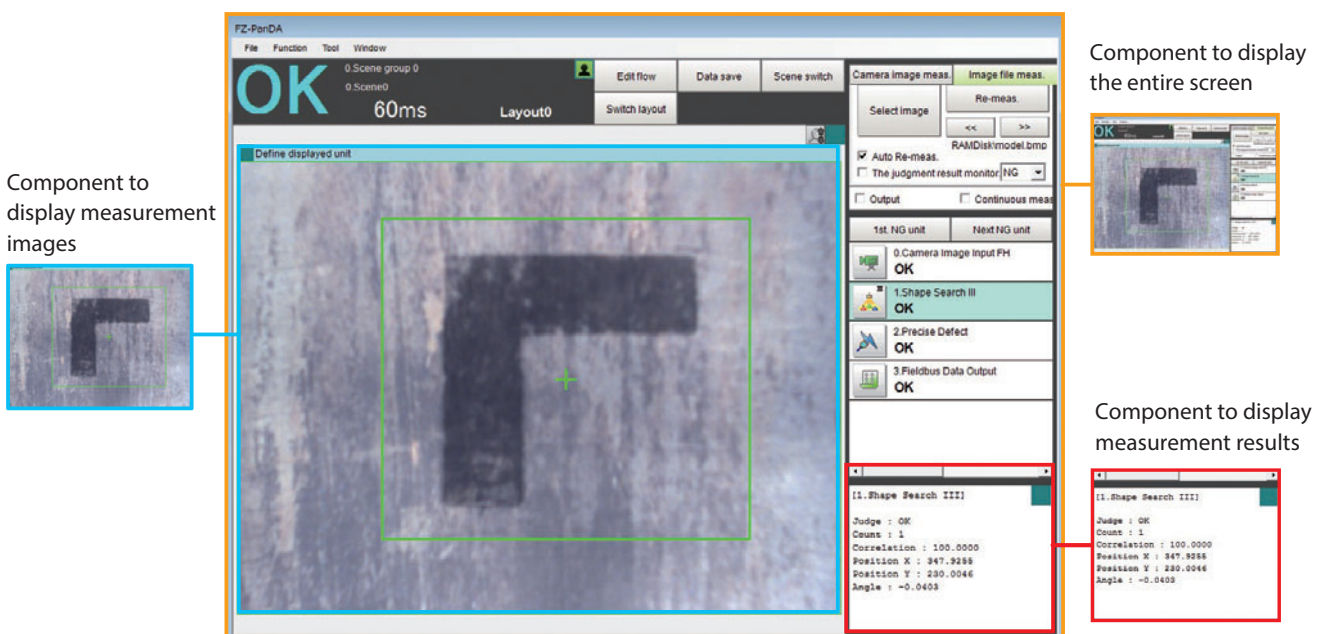 FZ-PanDA
File Function Tool Window
OK
0.Scene group 0
0.Scene0
60ms
Layout0
Edit flow
Data save
Scene switch
Switch layout
Define displayed unit
Camera image meas.
Image file meas.
Select image
Re-meas.
<< >>
RAMDisk\model.bmp
Auto Re-meas.
The judgment result monitor NG
Output
Continuous meas
1st. NG unit
Next NG unit
0.Camera Image Input FH
OK
1.Shape Search III
OK
2.Precise Defect
OK
3.Fieldbus Data Output
OK
[1.Shape Search III]
Judge : OK
Count : 1
Correlation : 100.0000
Position X : 347.9255
Position Y : 230.0046
Angle : -0.0403
Component to
display measurement
images
Component to display
the entire screen
OK
Component to display
measurement results
[1.Shape Search III]
Judge : OK
Count : 1
Correlation : 100.0000
Position X : 347.9255
Position Y : 230.0046
Angle : -0.0403